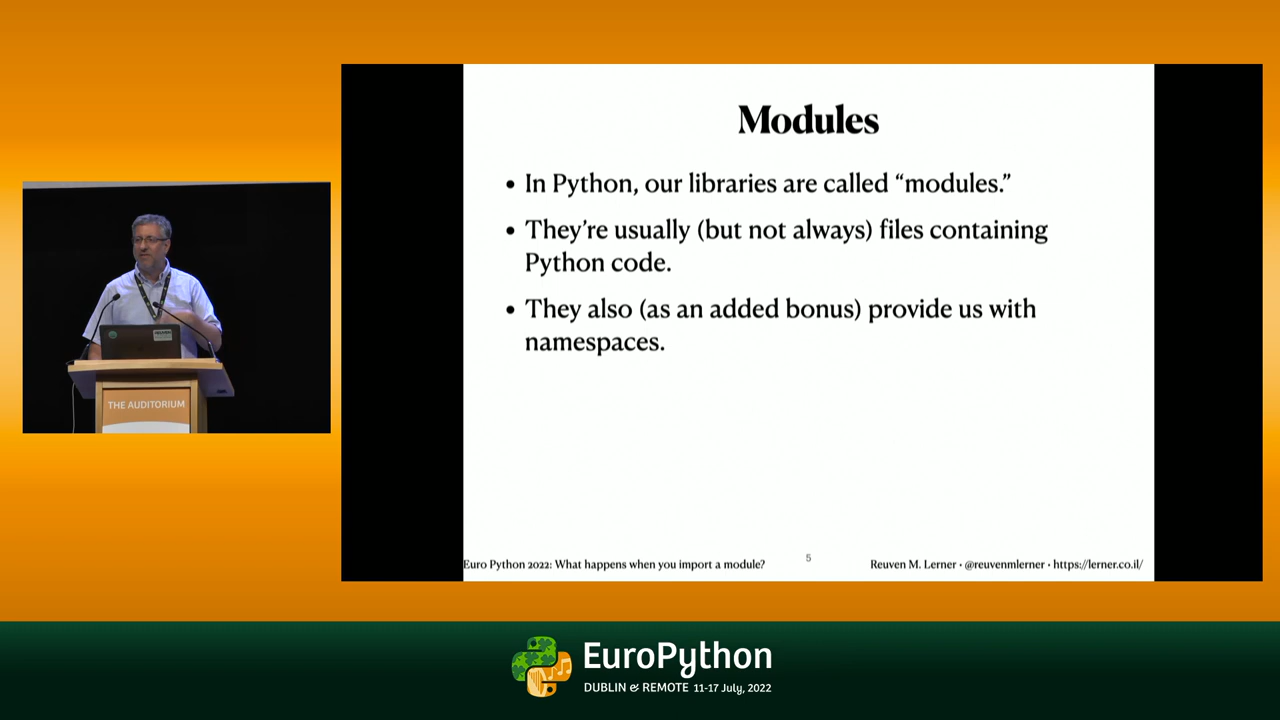 Modules
• In Python, our libraries are called “modules.”
• They’re usually (but not always) files containing
Python code.
• They also (as an added bonus) provide us with
namespaces.
Euro Python 2022: What happens when you import a module?
5
Reuven M. Lerner • @reuvenmlerner • https://lerner.co.il/
THE AUDITORIUM
EuroPython
DUBLIN & REMOTE 11-17 July, 2022